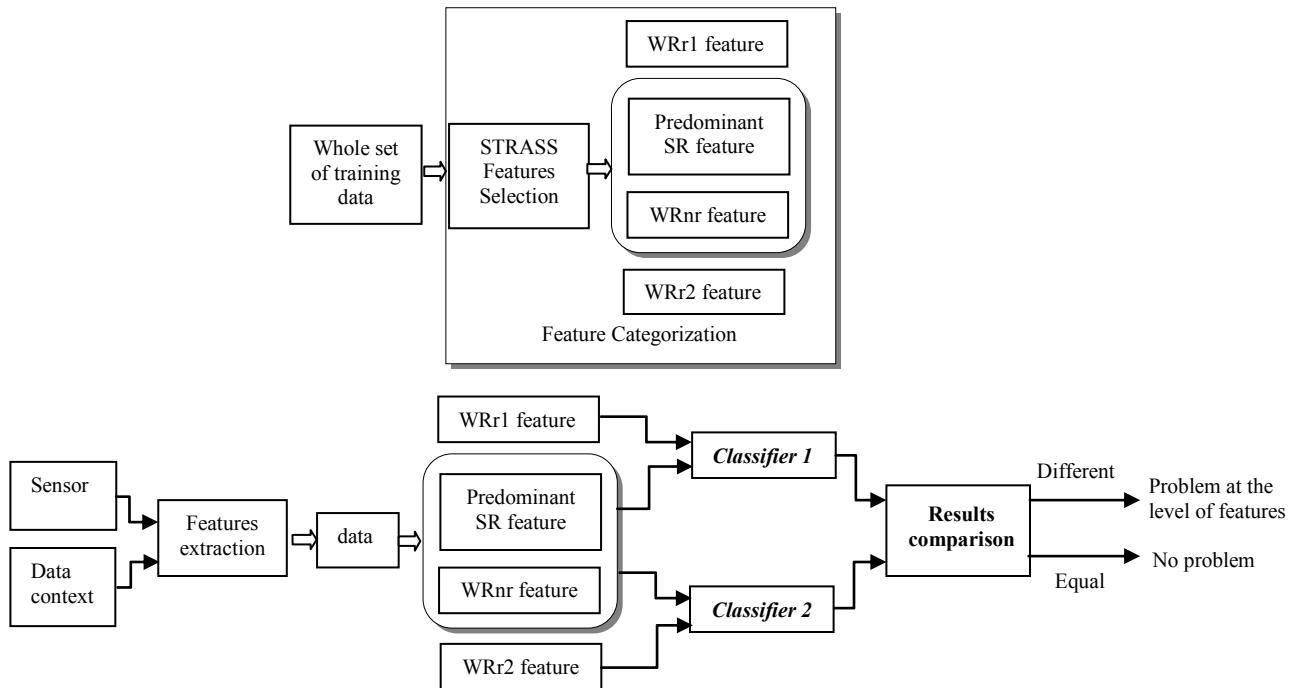 WRr1 feature
Predominant
SR feature
WRnr feature
WRr2 feature
Whole set
of training
data
STRASS
Features
Selection
Feature Categorization
WRr1 feature
Predominant
SR feature
WRnr feature
WRr2 feature
Sensor
Data
context
Features
extraction
data
Classifier 1
Classifier 2
Results
comparison
Different
Equal
Problem at the
level of features
No problem